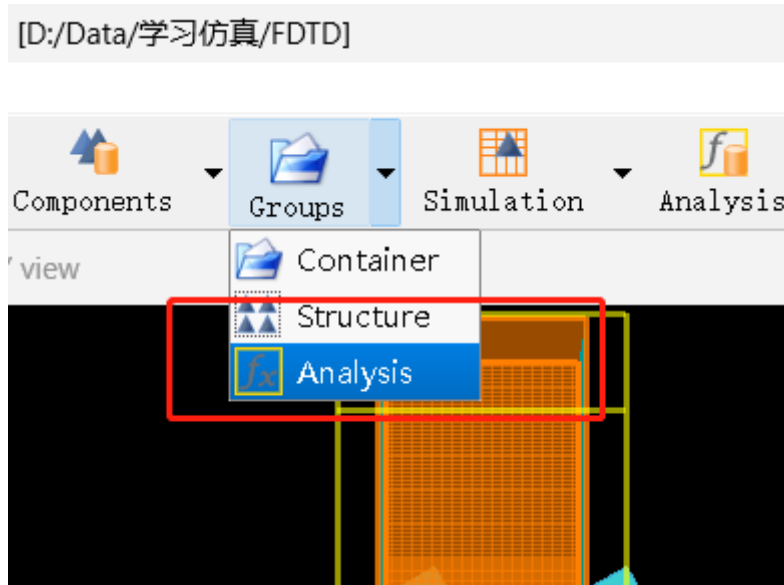 [D:/Data/学习仿真/FDTD]
Components
Groups
Simulation
Analysis
view
Container
Structure
Analysis